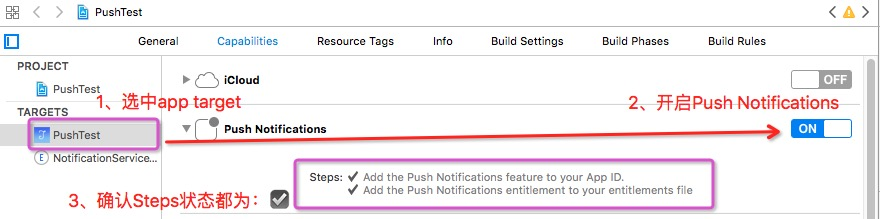 PushTest
General Capabilities Resource Tags Info Build Settings Build Phases Build Rules
PROJECT
PushTest
iCloud
OFF
1、选中app target
2、开启Push Notifications
TARGETS
PushTest
Push Notifications
ON
NotificationService...
Steps: ✔ Add the Push Notifications feature to your App ID.
✔ Add the Push Notifications entitlement to your entitlements file
3、确认Steps状态都为：